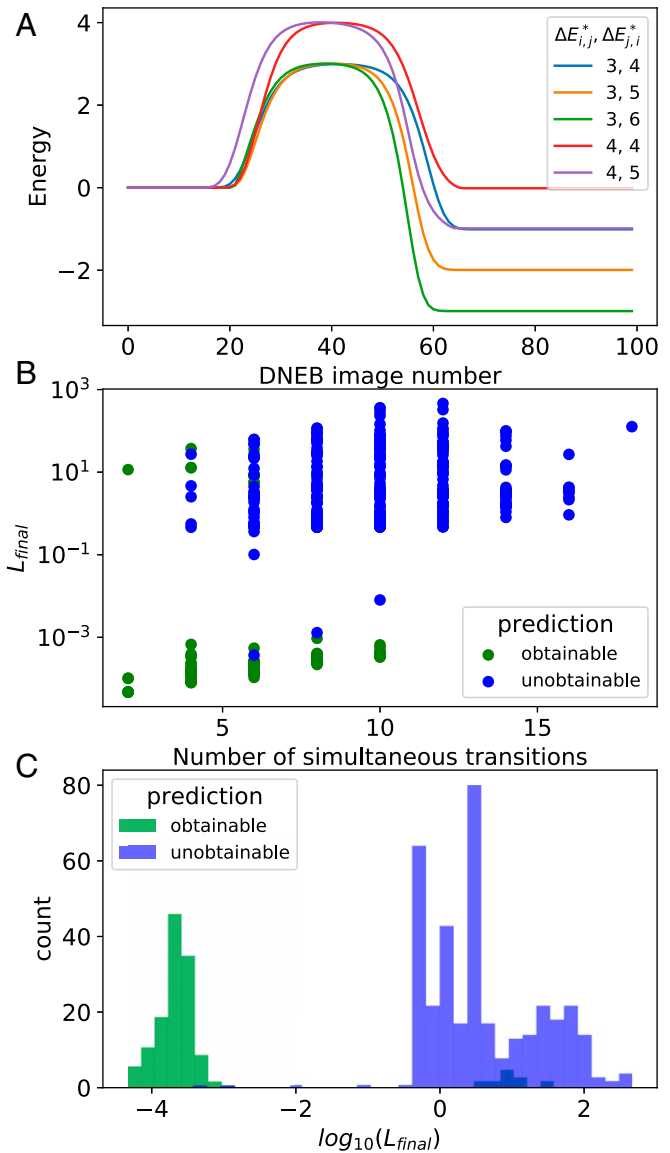 A
4
2
0
−2
Energy
ΔE*i,j, ΔE*j,i
3, 4
3, 5
3, 6
4, 4
4, 5
0
20
40
60
80
100
DNEB image number
B
10³
10¹
10⁻¹
10⁻³
L_final
prediction
obtainable
unobtainable
5
10
15
Number of simultaneous transitions
C
80
60
40
20
0
count
prediction
obtainable
unobtainable
−4
−2
0
2
log₁₀(L_final)